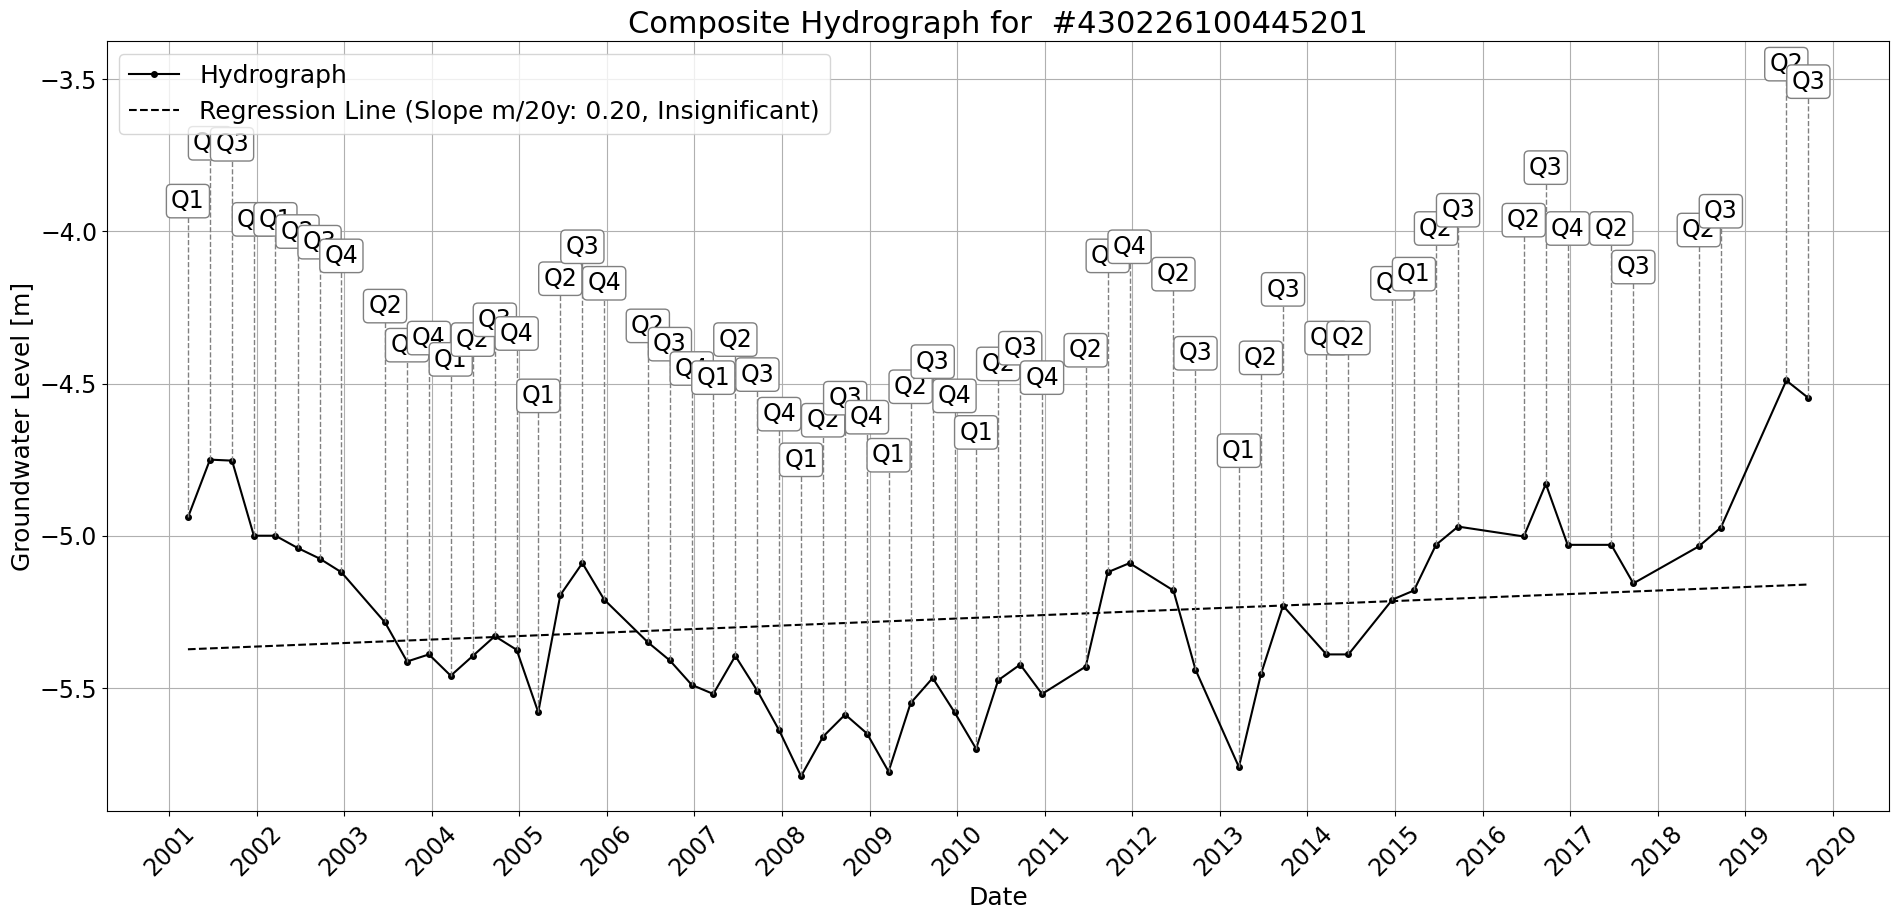 Composite Hydrograph for #430226100445201
Hydrograph
Regression Line (Slope m/20y: 0.20, Insignificant)
Groundwater Level [m]
−3.5
−4.0
−4.5
−5.0
−5.5
Q1
Q3
Q1
Q4
Q2
Q4
Q1
Q2
Q3
Q4
Q1
Q2
Q3
Q4
Q2
Q3
Q1
Q2
Q3
Q4
Q1
Q2
Q3
Q4
Q1
Q2
Q3
Q4
Q1
Q2
Q3
Q4
Q2
Q4
Q2
Q3
Q1
Q2
Q3
Q2
Q1
Q2
Q3
Q2
Q3
Q4
Q2
Q3
Q2
Q3
Q2
Q3
2001
2002
2003
2004
2005
2006
2007
2008
2009
2010
2011
2012
2013
2014
2015
2016
2017
2018
2019
2020
Date